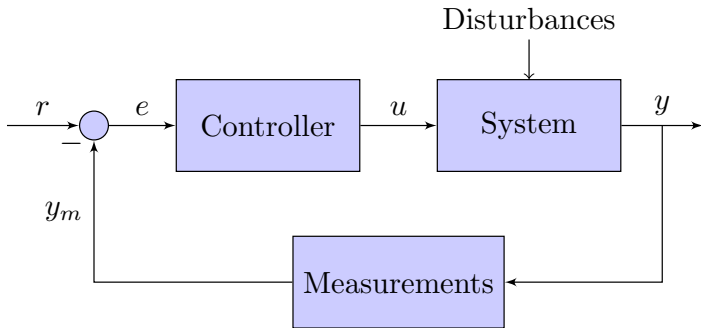 Disturbances
r
e
Controller
u
System
y
−
y_m
Measurements